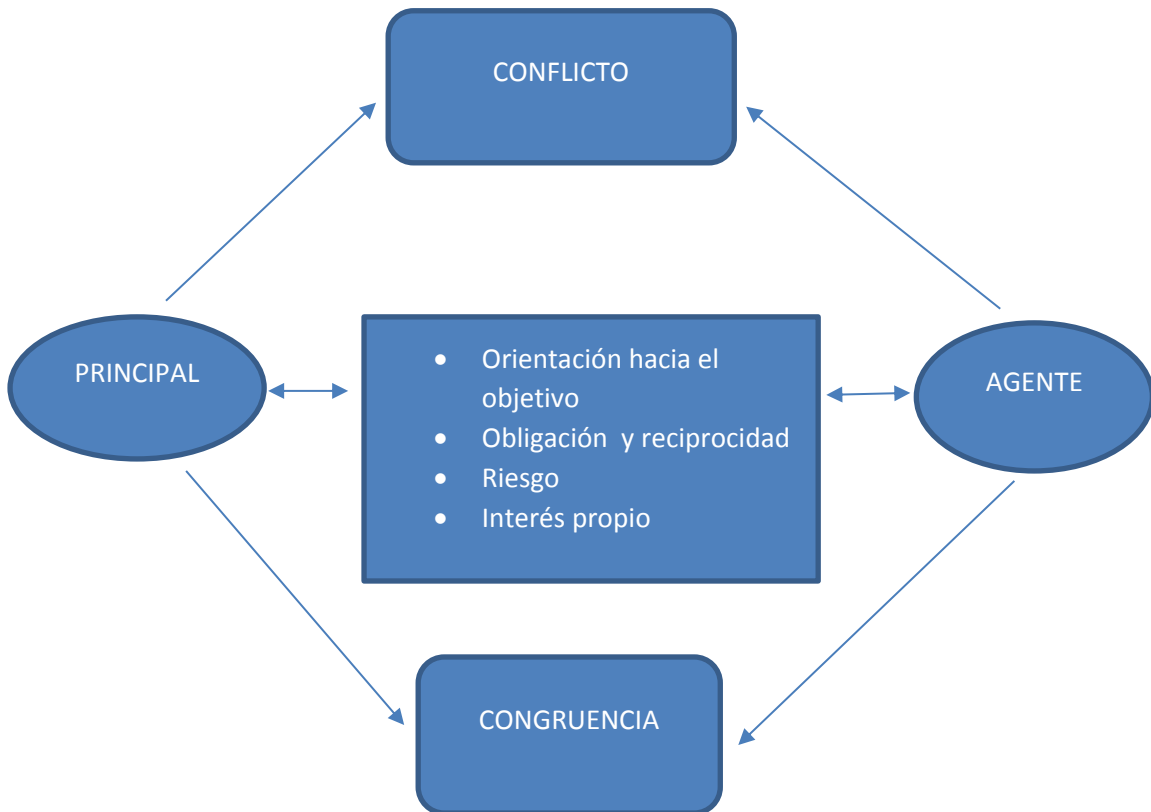 CONFLICTO
PRINCIPAL
• Orientación hacia el
objetivo
• Obligación y reciprocidad
• Riesgo
• Interés propio
AGENTE
CONGRUENCIA